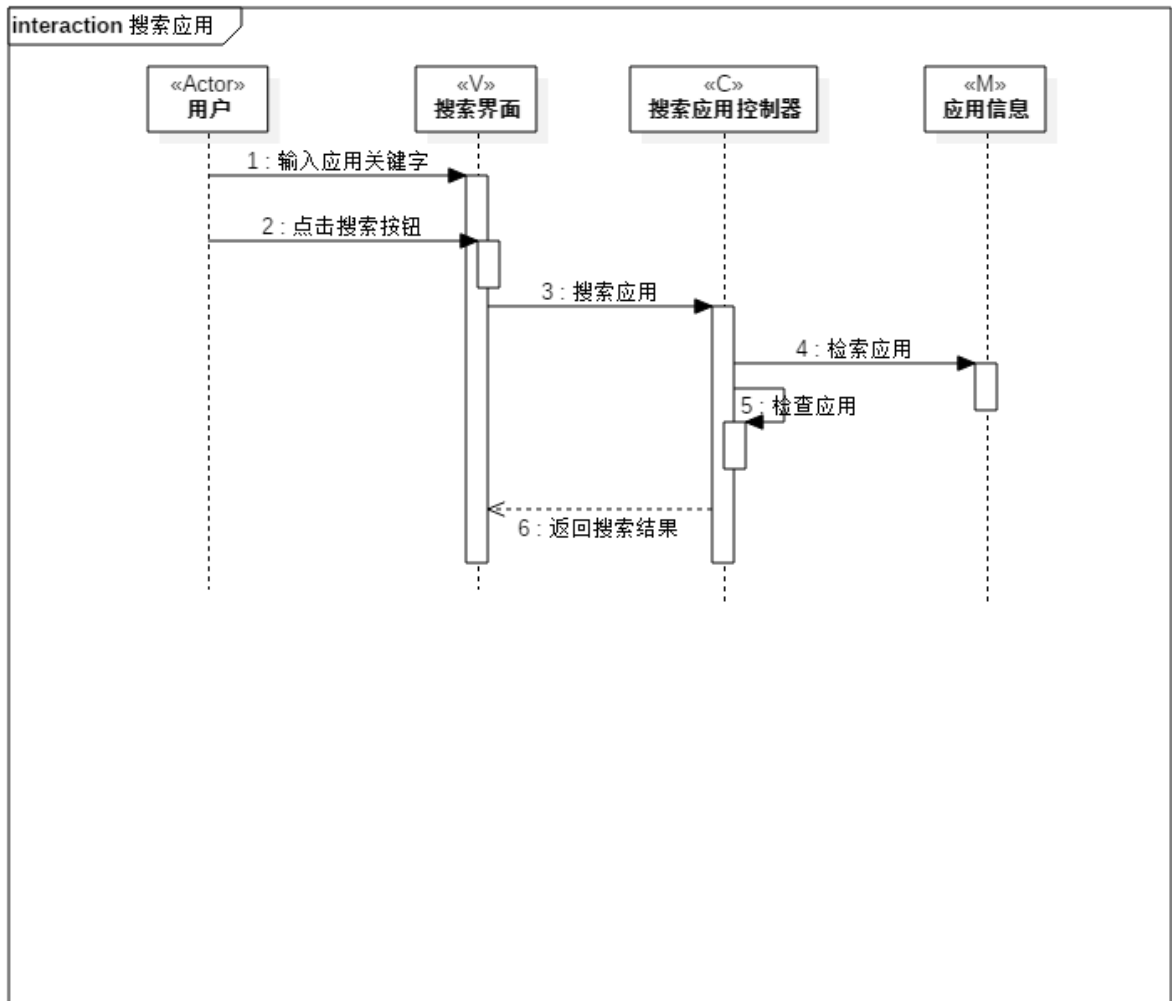 interaction 搜索应用
«Actor»
用户
«V»
搜索界面
«C»
搜索应用控制器
«M»
应用信息
1 : 输入应用关键字
2 : 点击搜索按钮
3 : 搜索应用
4 : 检索应用
5 : 检查应用
6 : 返回搜索结果